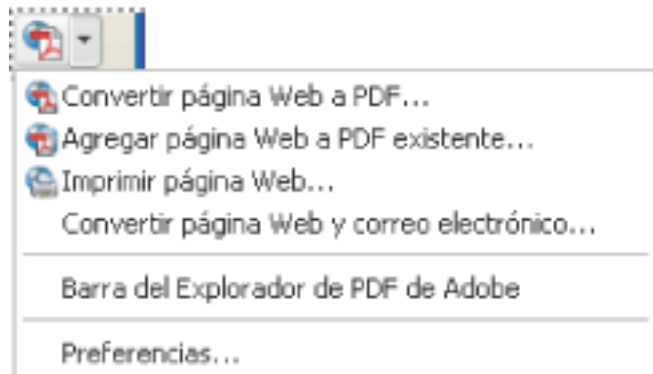 Convertir página Web a PDF...
Agregar página Web a PDF existente...
Imprimir página Web...
Convertir página Web y correo electrónico...
Barra del Explorador de PDF de Adobe
Preferencias...